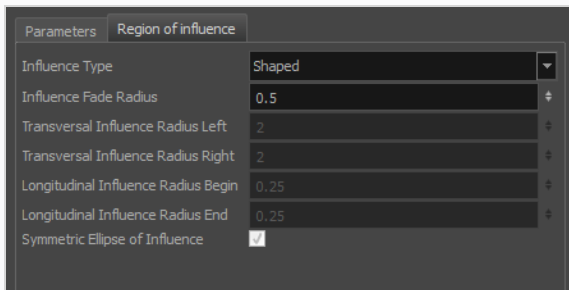 Parameters Region of influence
Influence Type Shaped
Influence Fade Radius 0.5
Transversal Influence Radius Left 2
Transversal Influence Radius Right 2
Longitudinal Influence Radius Begin 0.25
Longitudinal Influence Radius End 0.25
Symmetric Ellipse of Influence